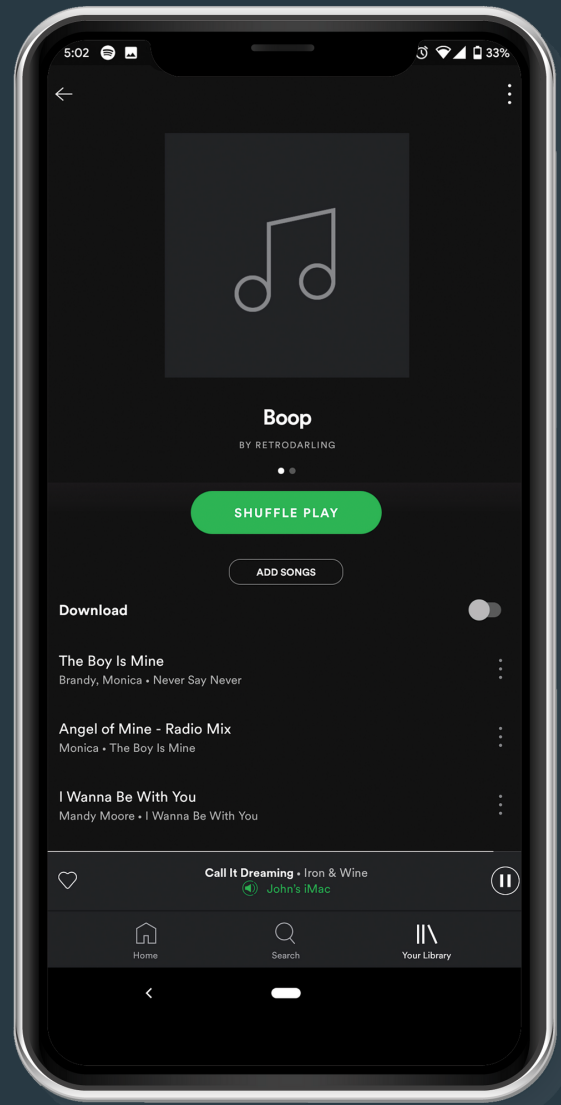 5:02 33%
Boop
BY RETRODARLING
SHUFFLE PLAY
ADD SONGS
Download
The Boy Is Mine
Brandy, Monica • Never Say Never
Angel of Mine - Radio Mix
Monica • The Boy Is Mine
I Wanna Be With You
Mandy Moore • I Wanna Be With You
Call It Dreaming • Iron & Wine
John's iMac
Home Search Your Library